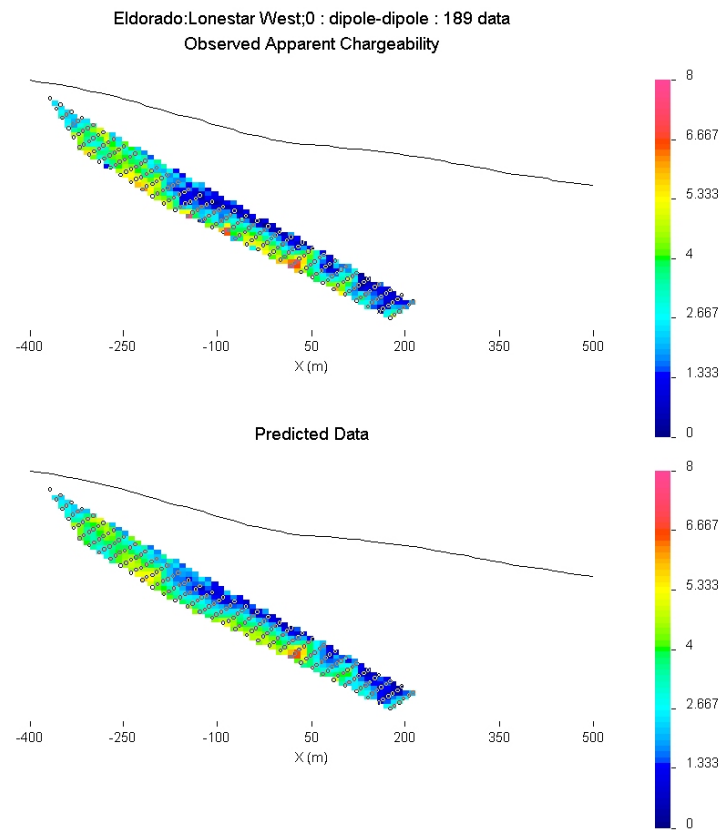 Eldorado:Lonestar West;0 : dipole-dipole : 189 data
Observed Apparent Chargeability
8
6.667
5.333
4
2.667
1.333
0
-400 -250 -100 50 200 350 500
X (m)
Predicted Data
8
6.667
5.333
4
2.667
1.333
0
-400 -250 -100 50 200 350 500
X (m)